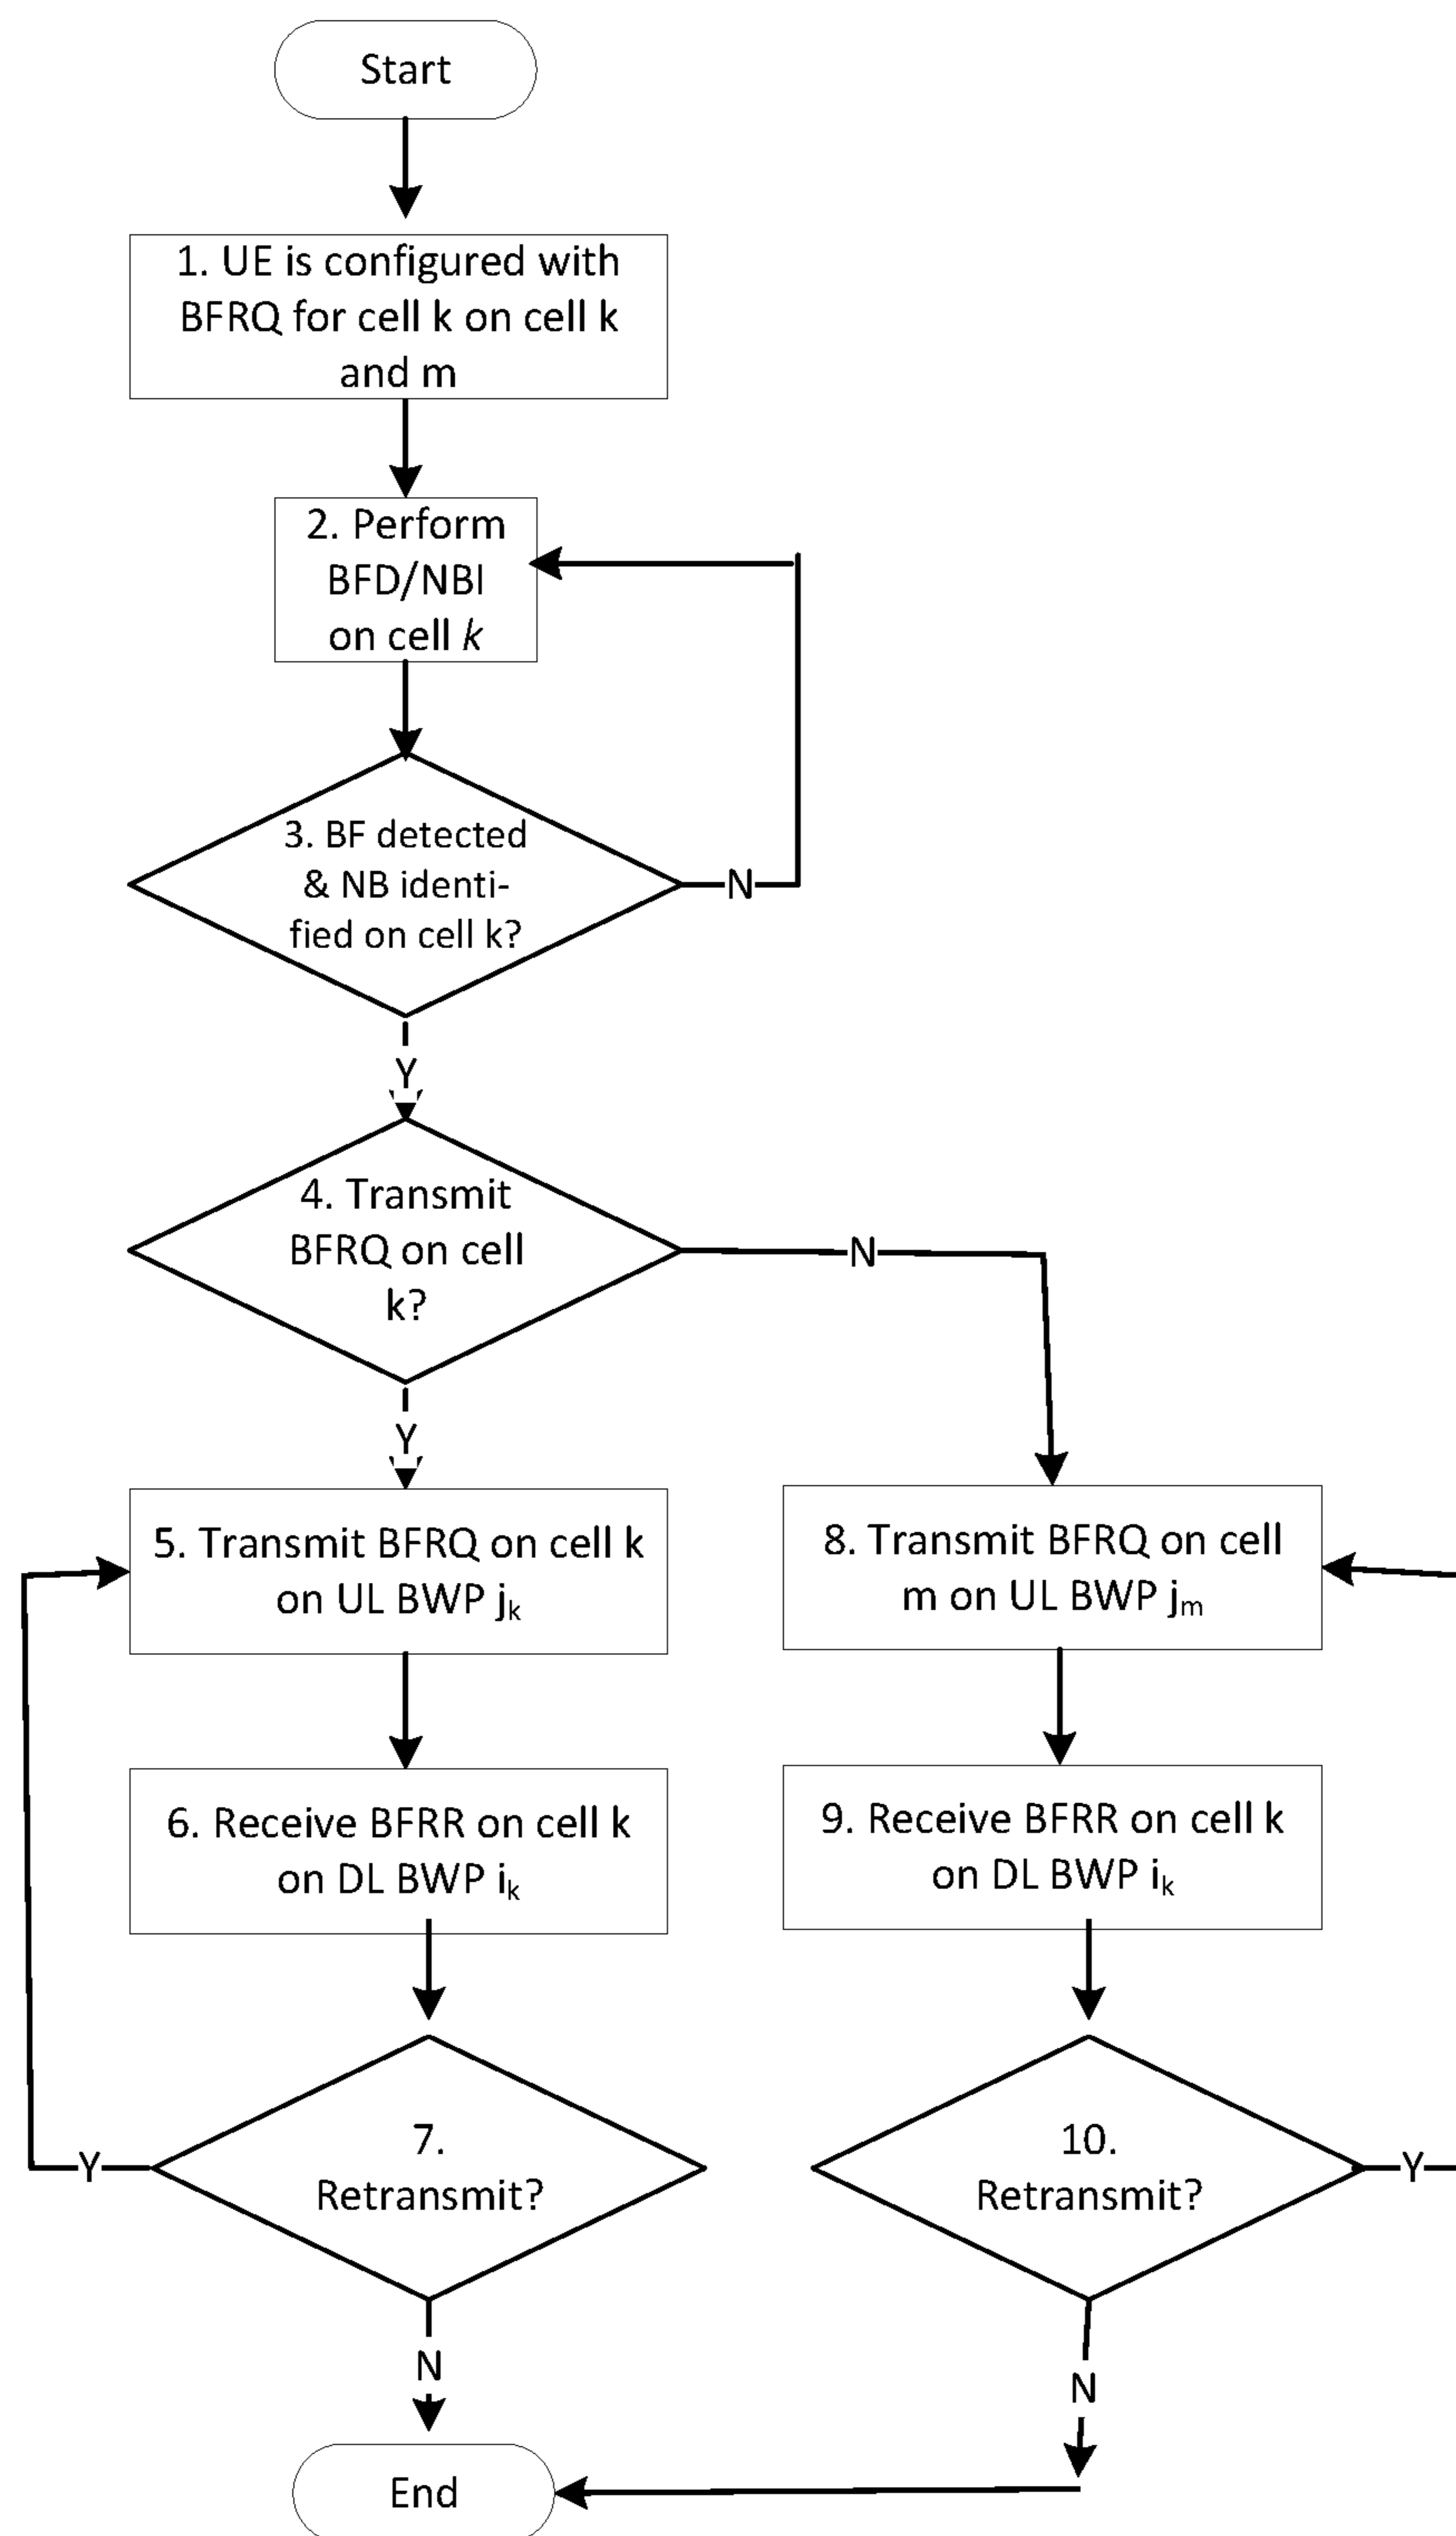 Start
1. UE is configured with
BFRQ for cell k on cell k
and m
2. Perform
BFD/NBI
on cell k
3. BF detected
& NB identi-
fied on cell k?
N
Y
4. Transmit
BFRQ on cell
k?
N
Y
5. Transmit BFRQ on cell k
on UL BWP jk
8. Transmit BFRQ on cell
m on UL BWP jm
6. Receive BFRR on cell k
on DL BWP ik
9. Receive BFRR on cell k
on DL BWP ik
7.
Retransmit?
Y
10.
Retransmit?
Y
N
N
End